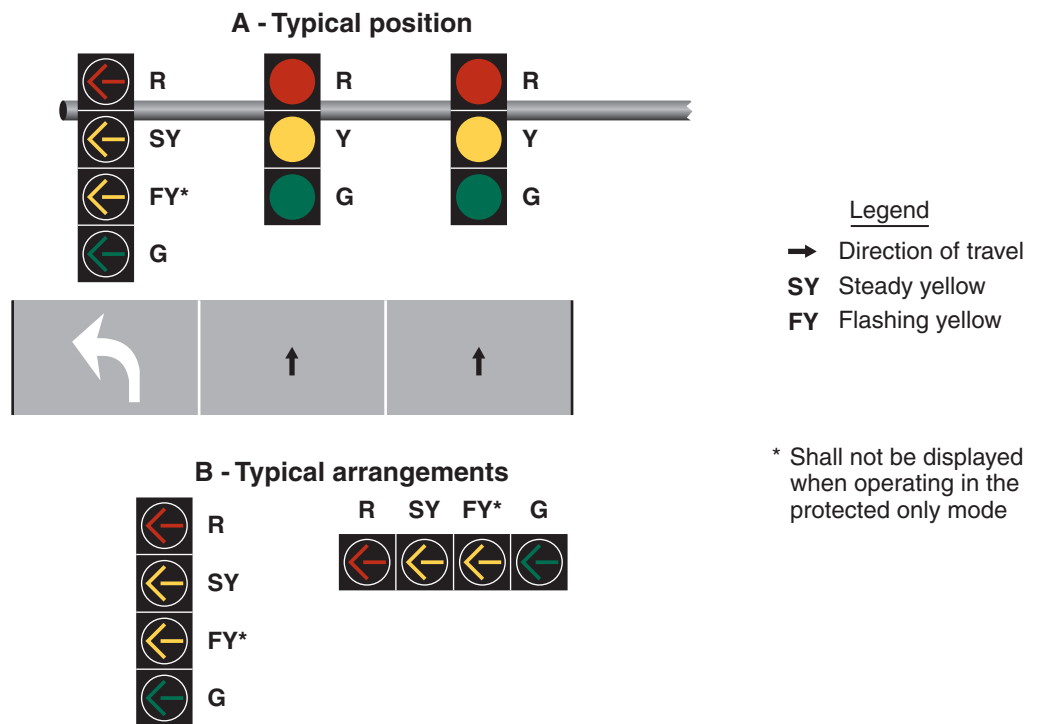 A - Typical position
R R R
SY Y Y
FY* G G
G
Legend
Direction of travel
SY Steady yellow
FY Flashing yellow
* Shall not be displayed
when operating in the
protected only mode
B - Typical arrangements
R
SY
FY*
G
R SY FY* G